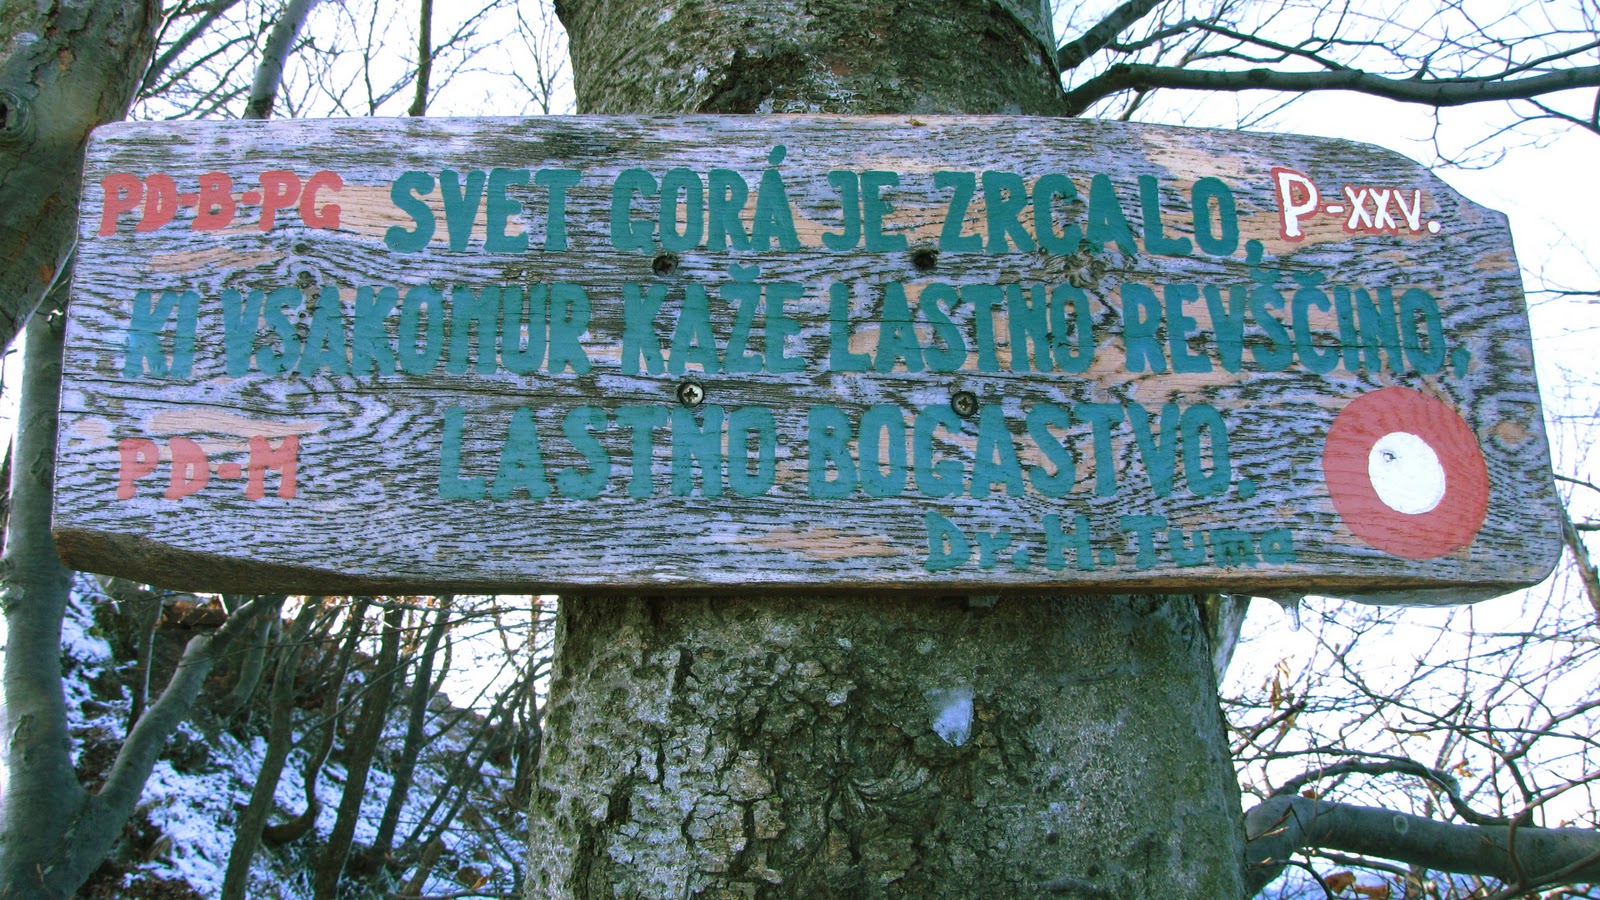 PD-B-PG SVET GORÁ JE ZRCALO, P-XXV.
KI VSAKOMUR KAŽE LASTNO REVŠČINO,
PD-M LASTNO BOGASTVO.
Dr. H. Tuma